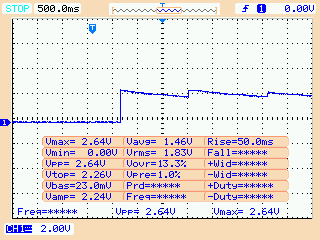 STOP 500.0ms T 1 0.00V
T
1
Vmax= 2.64V Vavg= 1.46V Rise=50.0ms
Vmin= 0.00V Vrms= 1.83V Fall=*****
Vpp= 2.64V Vovr=13.3% +Wid=*****
Vtop= 2.26V Vpre=1.0% -Wid=*****
Vbas=23.0mV Prd=***** +Duty=*****
Vamp= 2.24V Freq=***** -Duty=*****
Freq=***** Vpp= 2.64V Vmax= 2.64V
CH1 2.00V